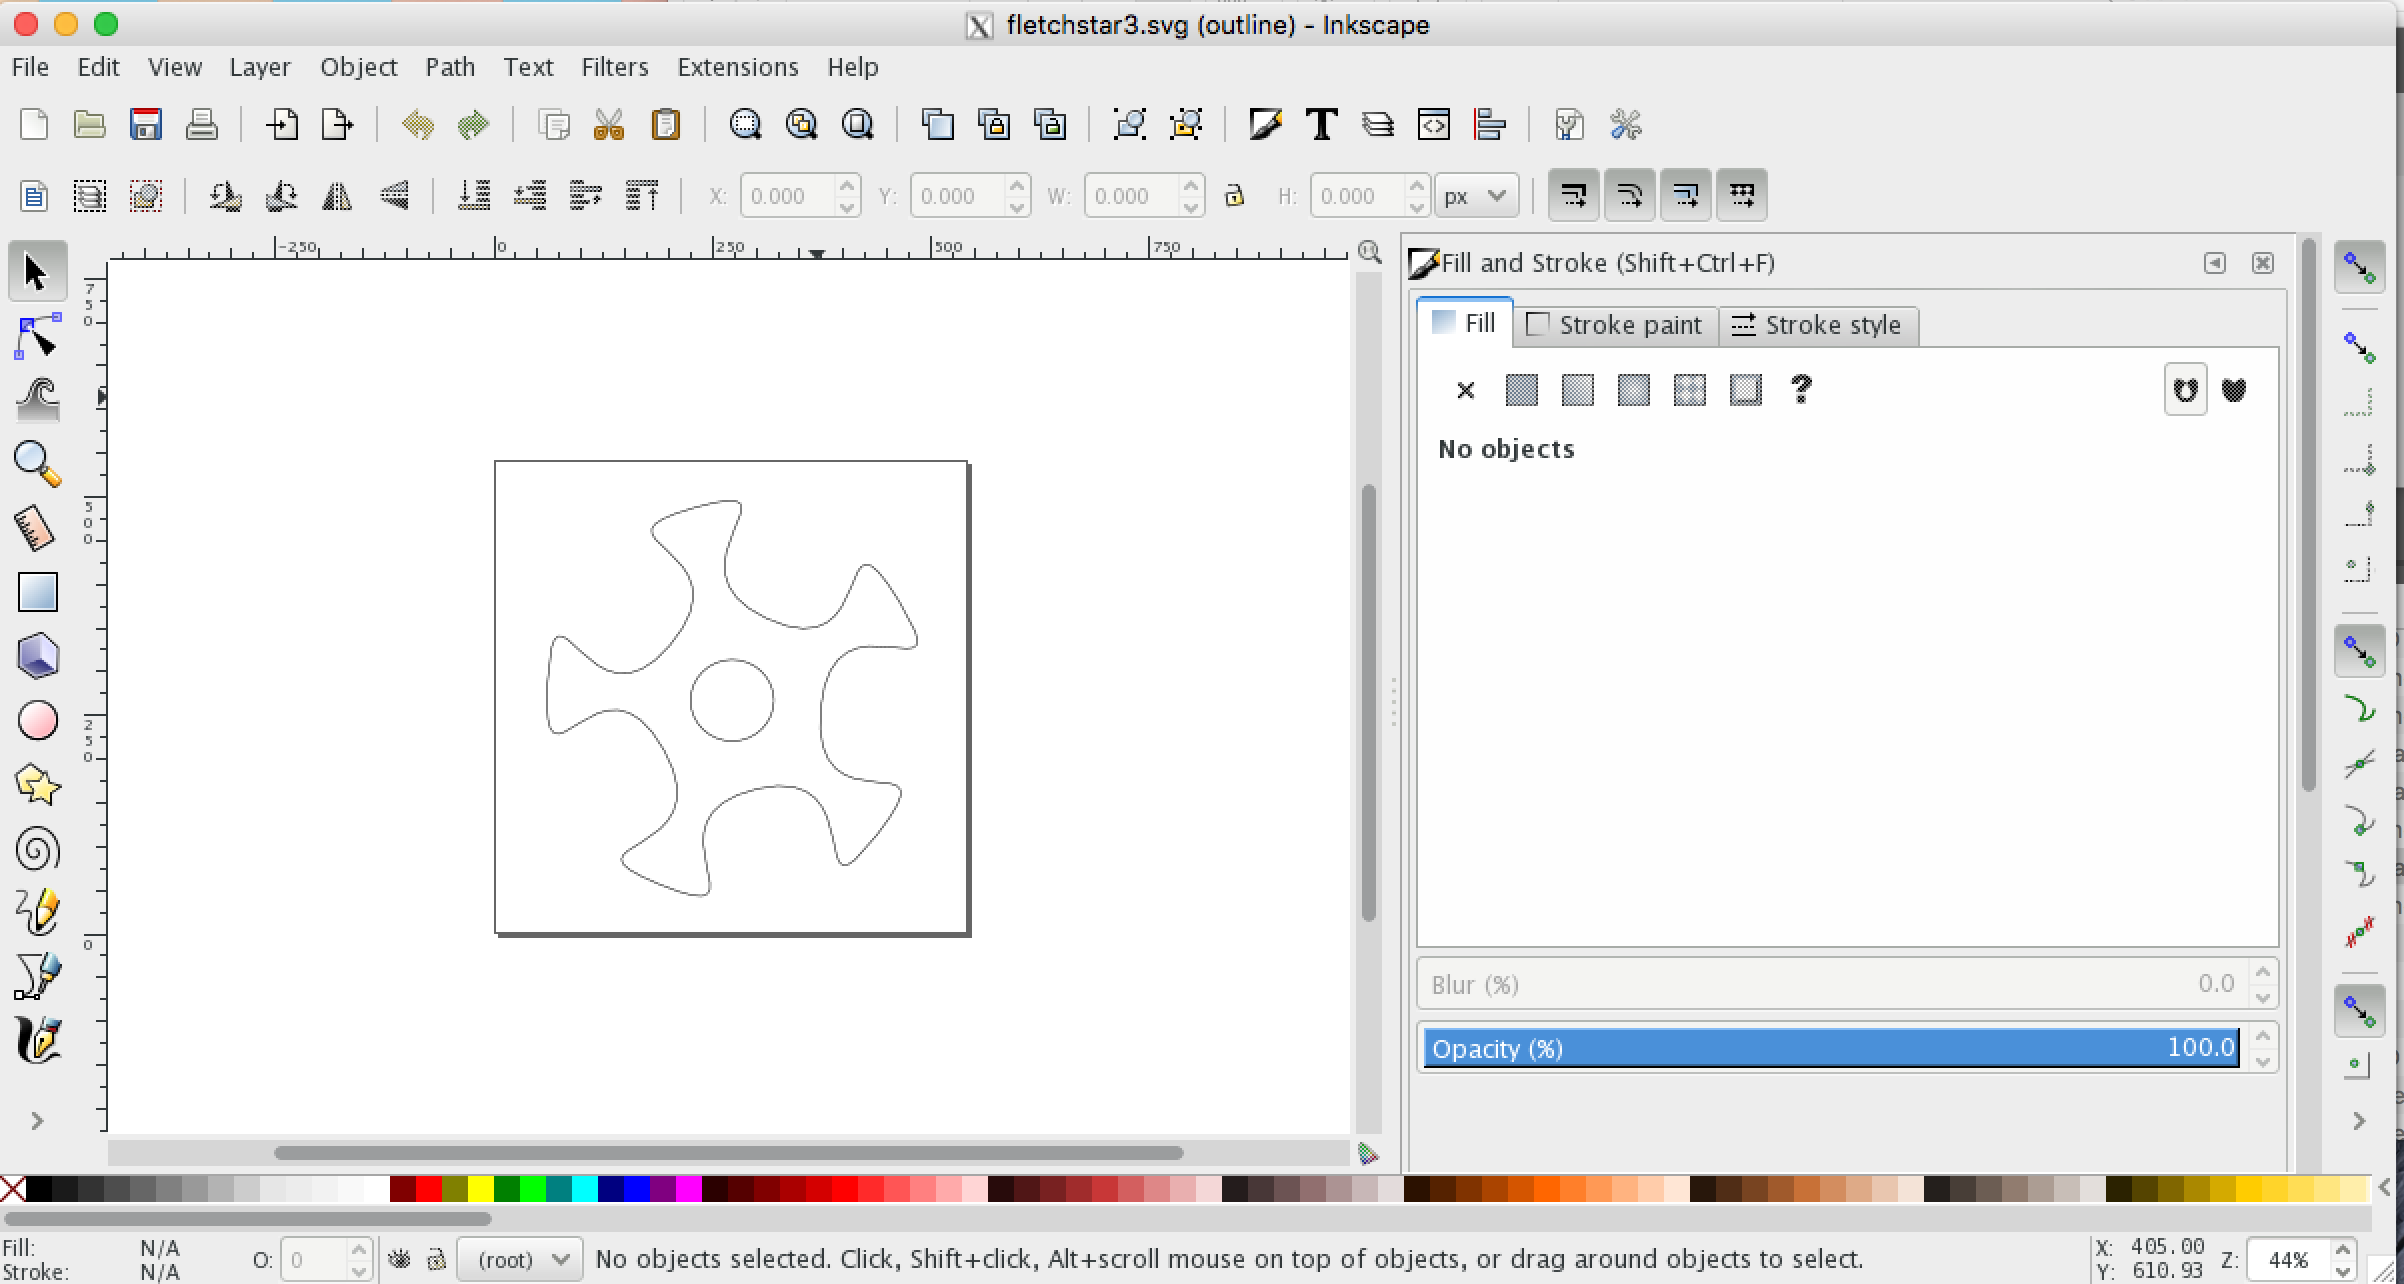 fletchstar3.svg (outline) - Inkscape
File Edit View Layer Object Path Text Filters Extensions Help
X: 0.000 Y: 0.000 W: 0.000 H: 0.000 px
-250 0 250 500 750
Fill and Stroke (Shift+Ctrl+F)
Fill Stroke paint Stroke style
No objects
750
500
250
0
Blur (%) 0.0
Opacity (%) 100.0
Fill: N/A
Stroke: N/A
O: 0
(root)
No objects selected. Click, Shift+click, Alt+scroll mouse on top of objects, or drag around objects to select.
X: 405.00
Y: 610.93
Z: 44%